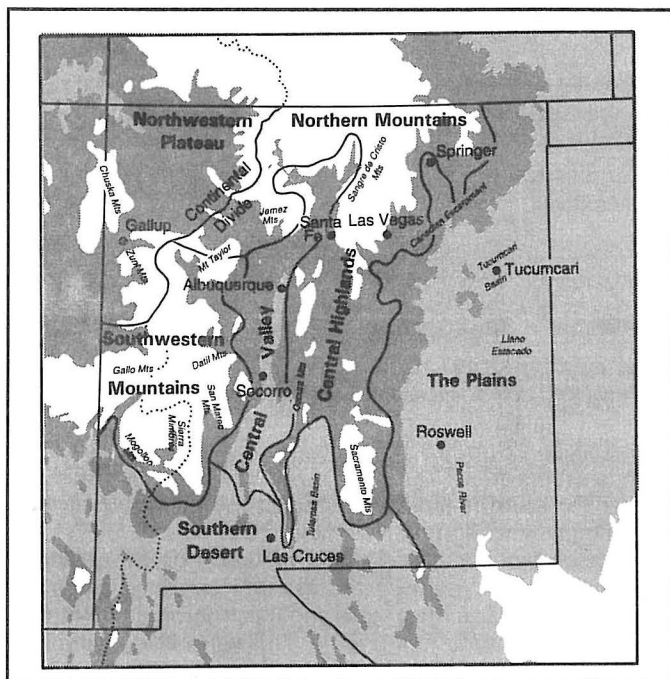 Northwestern
Plateau
Northern Mountains
Springer
Sangre de Cristo
Mts
Chuska Mts
Continental
Divide
Jemez
Mts
Santa
Fe
Las Vegas
Canadian Escarpment
Gallup
Zuni Mts
Mt Taylor
Tucumcari
Basin
Tucumcari
Albuquerque
Central Highlands
Southwestern
Mountains
Valley
Central
Llano
Estacado
Gallo Mts
Datil Mts
The Plains
Socorro
San Mateo
Mts
Sierra
Mimbres
Mogollon
Roswell
Sacramento Mts
Pecos River
Tularosa Basin
Southern
Desert
Las Cruces